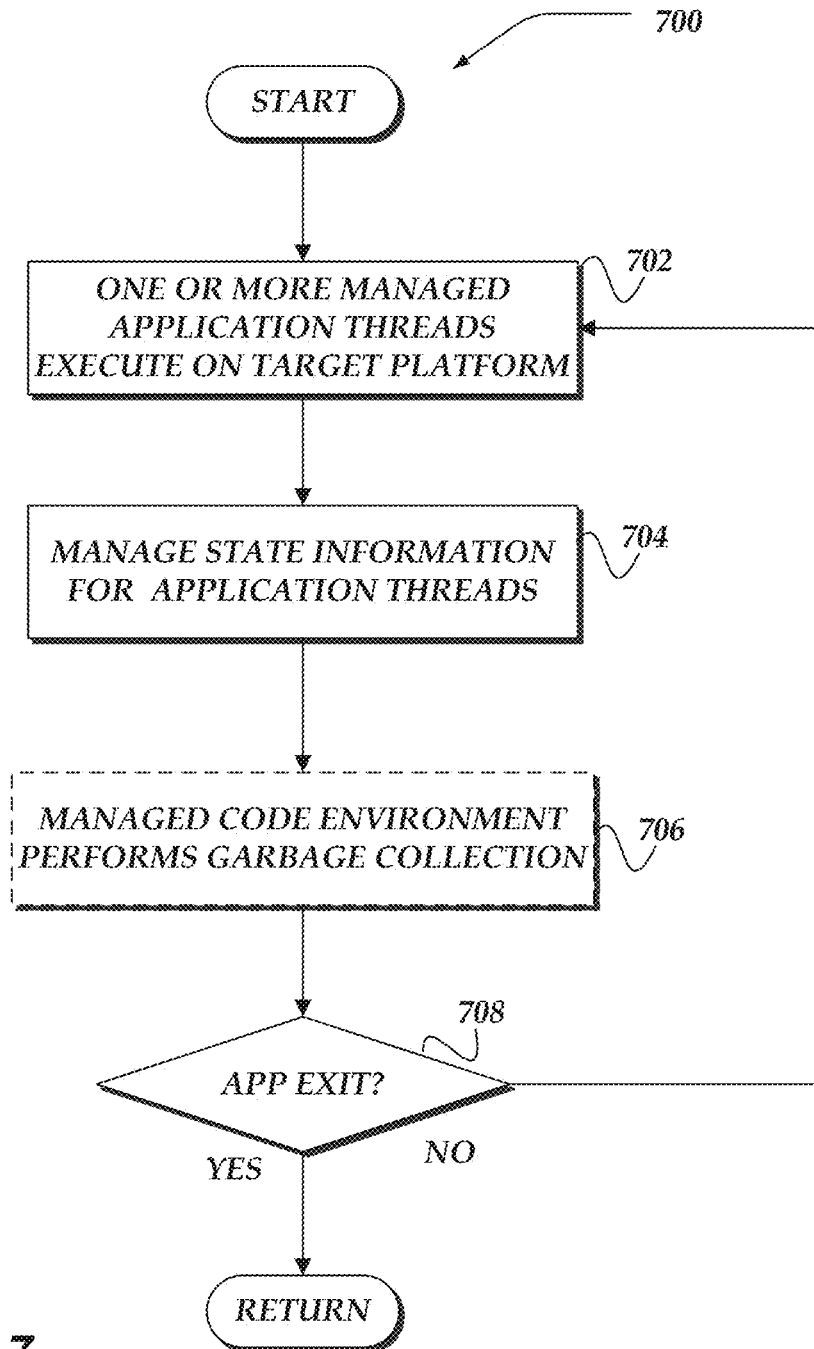 700
START
702
ONE OR MORE MANAGED
APPLICATION THREADS
EXECUTE ON TARGET PLATFORM
704
MANAGE STATE INFORMATION
FOR APPLICATION THREADS
706
MANAGED CODE ENVIRONMENT
PERFORMS GARBAGE COLLECTION
708
APP EXIT?
YES
NO
RETURN
7